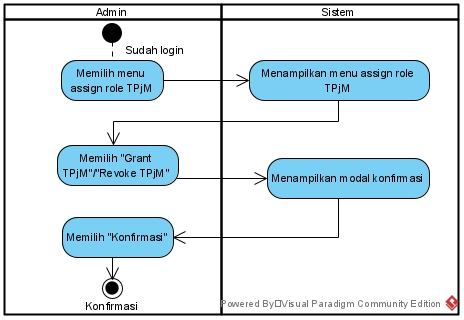 Admin
Sistem
Sudah login
Memilih menu
assign role TPjM
Menampilkan menu assign role
TPjM
Memilih "Grant
TPjM"/"Revoke TPjM"
Menampilkan modal konfirmasi
Memilih "Konfirmasi"
Konfirmasi
Powered By□Visual Paradigm Community Edition